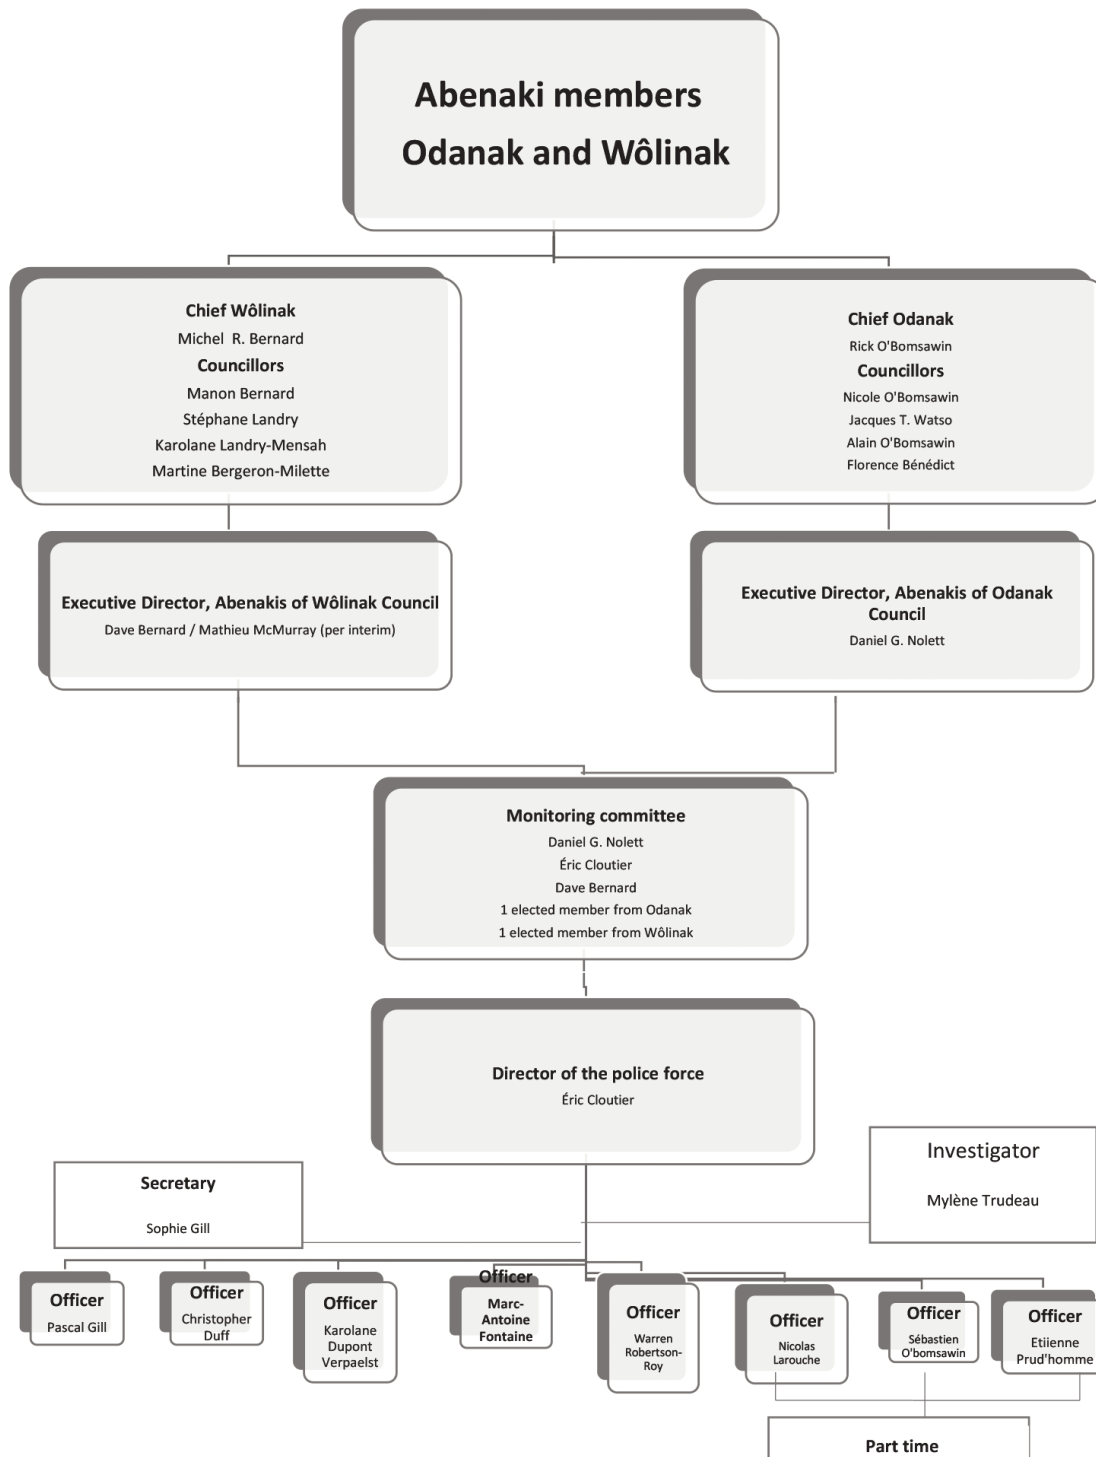 Abenaki members
Odanak and Wôlinak
Chief Wôlinak
Michel R. Bernard
Councillors
Manon Bernard
Stéphane Landry
Karolane Landry-Mensah
Martine Bergeron-Milette
Chief Odanak
Rick O'Bomsawin
Councillors
Nicole O'Bomsawin
Jacques T. Watso
Alain O'Bomsawin
Florence Bénédict
Executive Director, Abenakis of Wôlinak Council
Dave Bernard / Mathieu McMurray (per interim)
Executive Director, Abenakis of Odanak
Council
Daniel G. Nolett
Monitoring committee
Daniel G. Nolett
Éric Cloutier
Dave Bernard
1 elected member from Odanak
1 elected member from Wôlinak
Director of the police force
Éric Cloutier
Secretary
Sophie Gill
Investigator
Mylène Trudeau
Officer
Pascal Gill
Officer
Christopher
Duff
Officer
Karolane
Dupont
Verpaelst
Officer
Marc-
Antoine
Fontaine
Officer
Warren
Robertson-
Roy
Officer
Nicolas
Larouche
Officer
Sébastien
O'bomsawin
Officer
Etiienne
Prud'homme
Part time